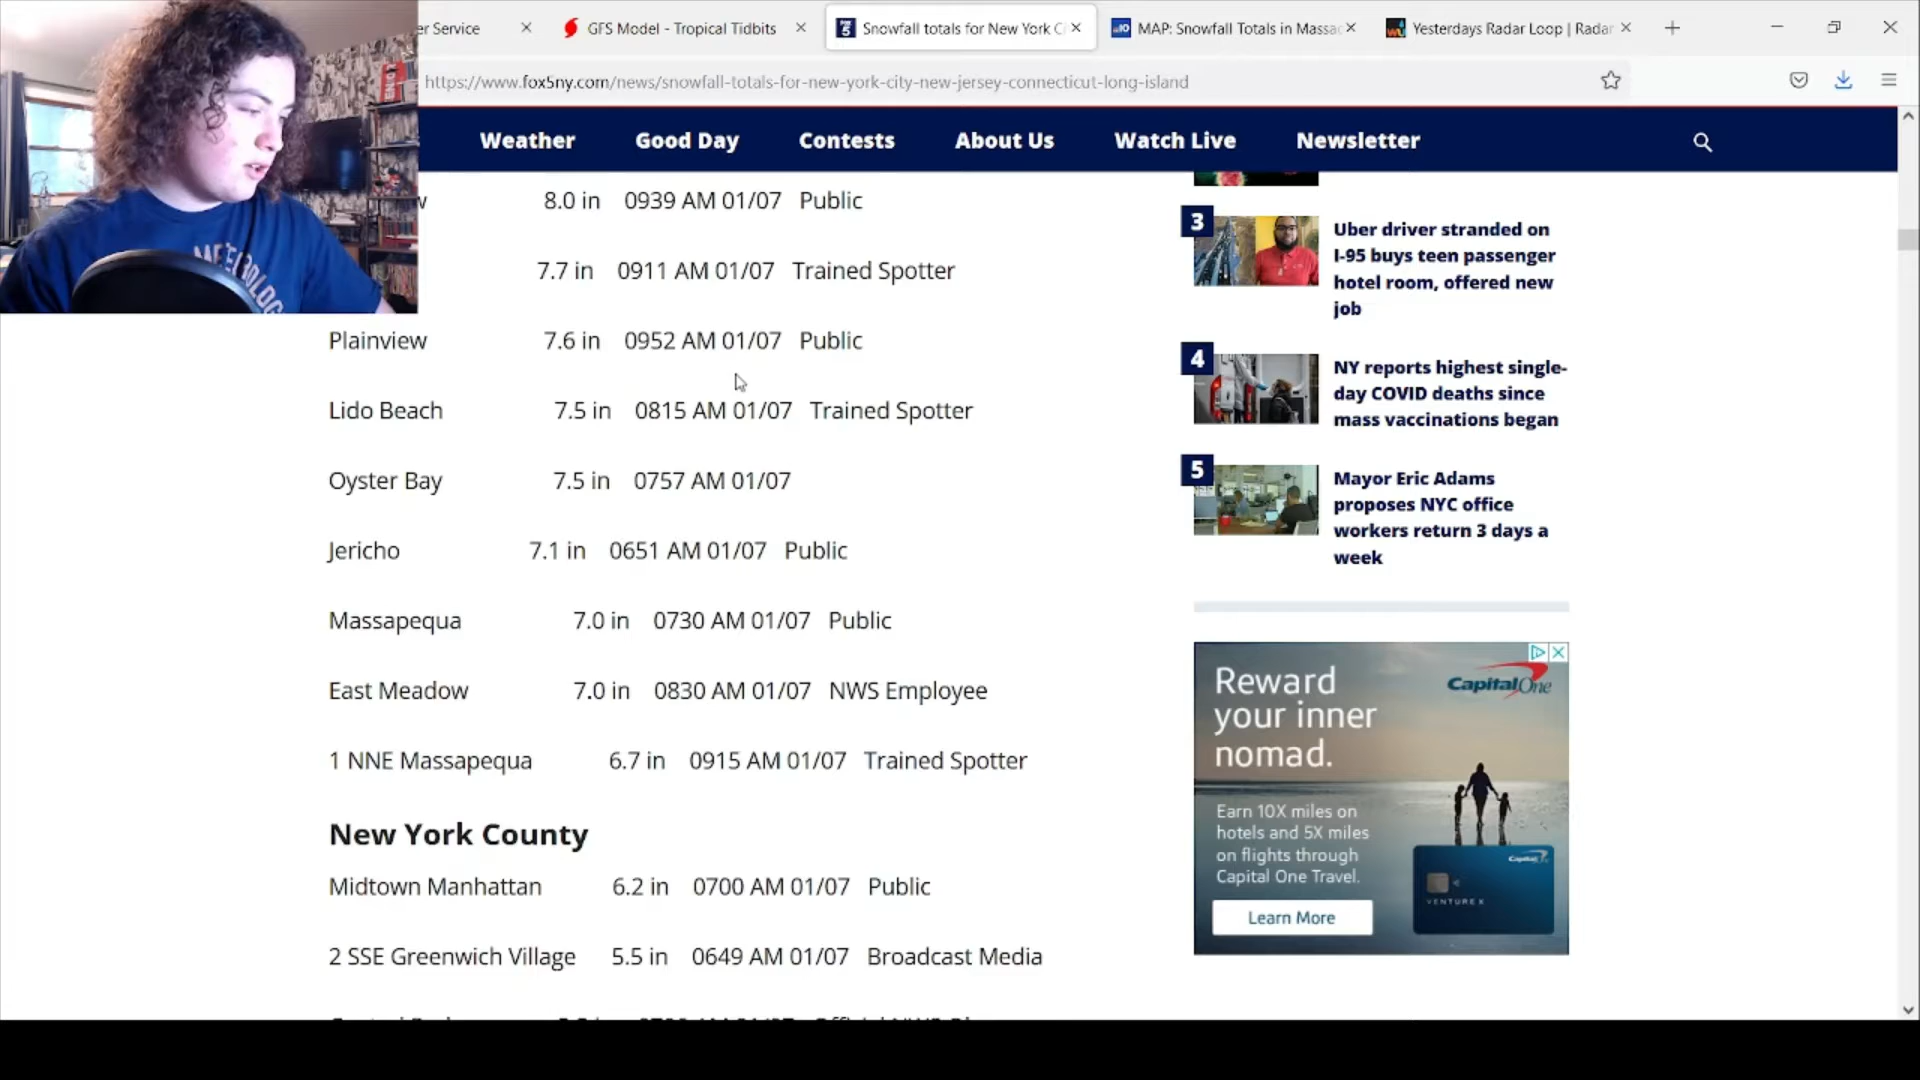 er Service
GFS Model - Tropical Tidbits
Snowfall totals for New York C
MAP: Snowfall Totals in Massac
Yesterdays Radar Loop | Radar
https://www.fox5ny.com/news/snowfall-totals-for-new-york-city-new-jersey-connecticut-long-island
Weather Good Day Contests About Us Watch Live Newsletter
w 8.0 in 0939 AM 01/07 Public
7.7 in 0911 AM 01/07 Trained Spotter
Plainview 7.6 in 0952 AM 01/07 Public
Lido Beach 7.5 in 0815 AM 01/07 Trained Spotter
Oyster Bay 7.5 in 0757 AM 01/07
Jericho 7.1 in 0651 AM 01/07 Public
Massapequa 7.0 in 0730 AM 01/07 Public
East Meadow 7.0 in 0830 AM 01/07 NWS Employee
1 NNE Massapequa 6.7 in 0915 AM 01/07 Trained Spotter
New York County
Midtown Manhattan 6.2 in 0700 AM 01/07 Public
2 SSE Greenwich Village 5.5 in 0649 AM 01/07 Broadcast Media
3
Uber driver stranded on
I-95 buys teen passenger
hotel room, offered new
job
4
NY reports highest single-
day COVID deaths since
mass vaccinations began
5
Mayor Eric Adams
proposes NYC office
workers return 3 days a
week
Reward
your inner
nomad.
Capital One
Earn 10X miles on
hotels and 5X miles
on flights through
Capital One Travel.
Learn More
Capital One
VENTURE X